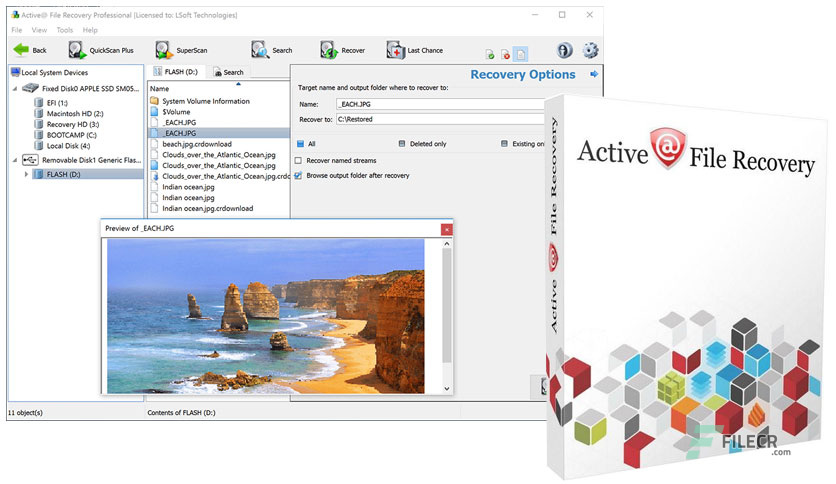 Active@ File Recovery Professional [Licensed to: LSoft Technologies]
File View Tools Help
Back QuickScan Plus SuperScan Search Recover Last Chance
Local System Devices
Fixed Disk0 APPLE SSD SM05...
EFI (1:)
Macintosh HD (2:)
Recovery HD (3:)
BOOTCAMP (C:)
Local Disk (4:)
Removable Disk1 Generic Flas...
FLASH (D:)
FLASH (D:) Search
Name
System Volume Information
$Volume
_EACH.JPG
_EACH.JPG
beach.jpg.crdownload
Clouds_over_the_Atlantic_Ocean.jpg
Clouds_over_the_Atlantic_Ocean.jpg
Clouds_over_the_Atlantic_Ocean.jpg.crdo
Indian ocean.jpg
Indian ocean.jpg
Indian ocean.jpg.crdownload
Recovery Options
Target name and output folder where to recover to:
Name: _EACH.JPG
Recover to: C:\Restored
All Deleted only Existing onl
Recover named streams
Browse output folder after recovery
Preview of _EACH.JPG
11 object(s) Contents of FLASH (D:)
Active @ File Recovery
Active @ File Recovery
FILECR
.com